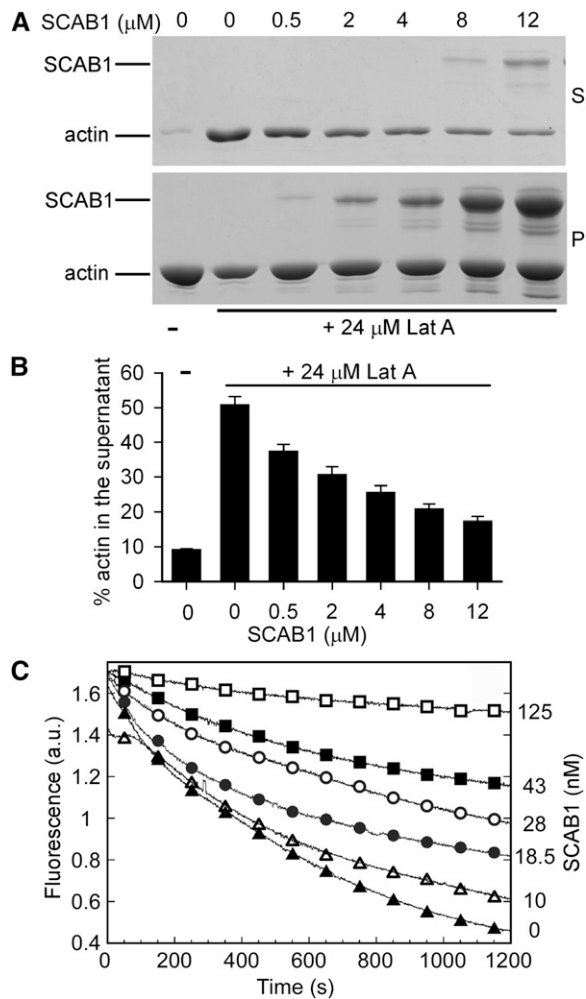 A SCAB1 (μM) 0 0 0.5 2 4 8 12
SCAB1
S
actin
SCAB1
P
actin
- + 24 μM Lat A
B
- + 24 μM Lat A
% actin in the supernatant
60
50
40
30
20
10
0
0 0 0.5 2 4 8 12
SCAB1 (μM)
C
Fluorescence (a.u.)
1.6
1.4
1.2
1
0.8
0.6
0.4
125
43
28
18.5
10
0
SCAB1 (nM)
0 200 400 600 800 1000 1200
Time (s)